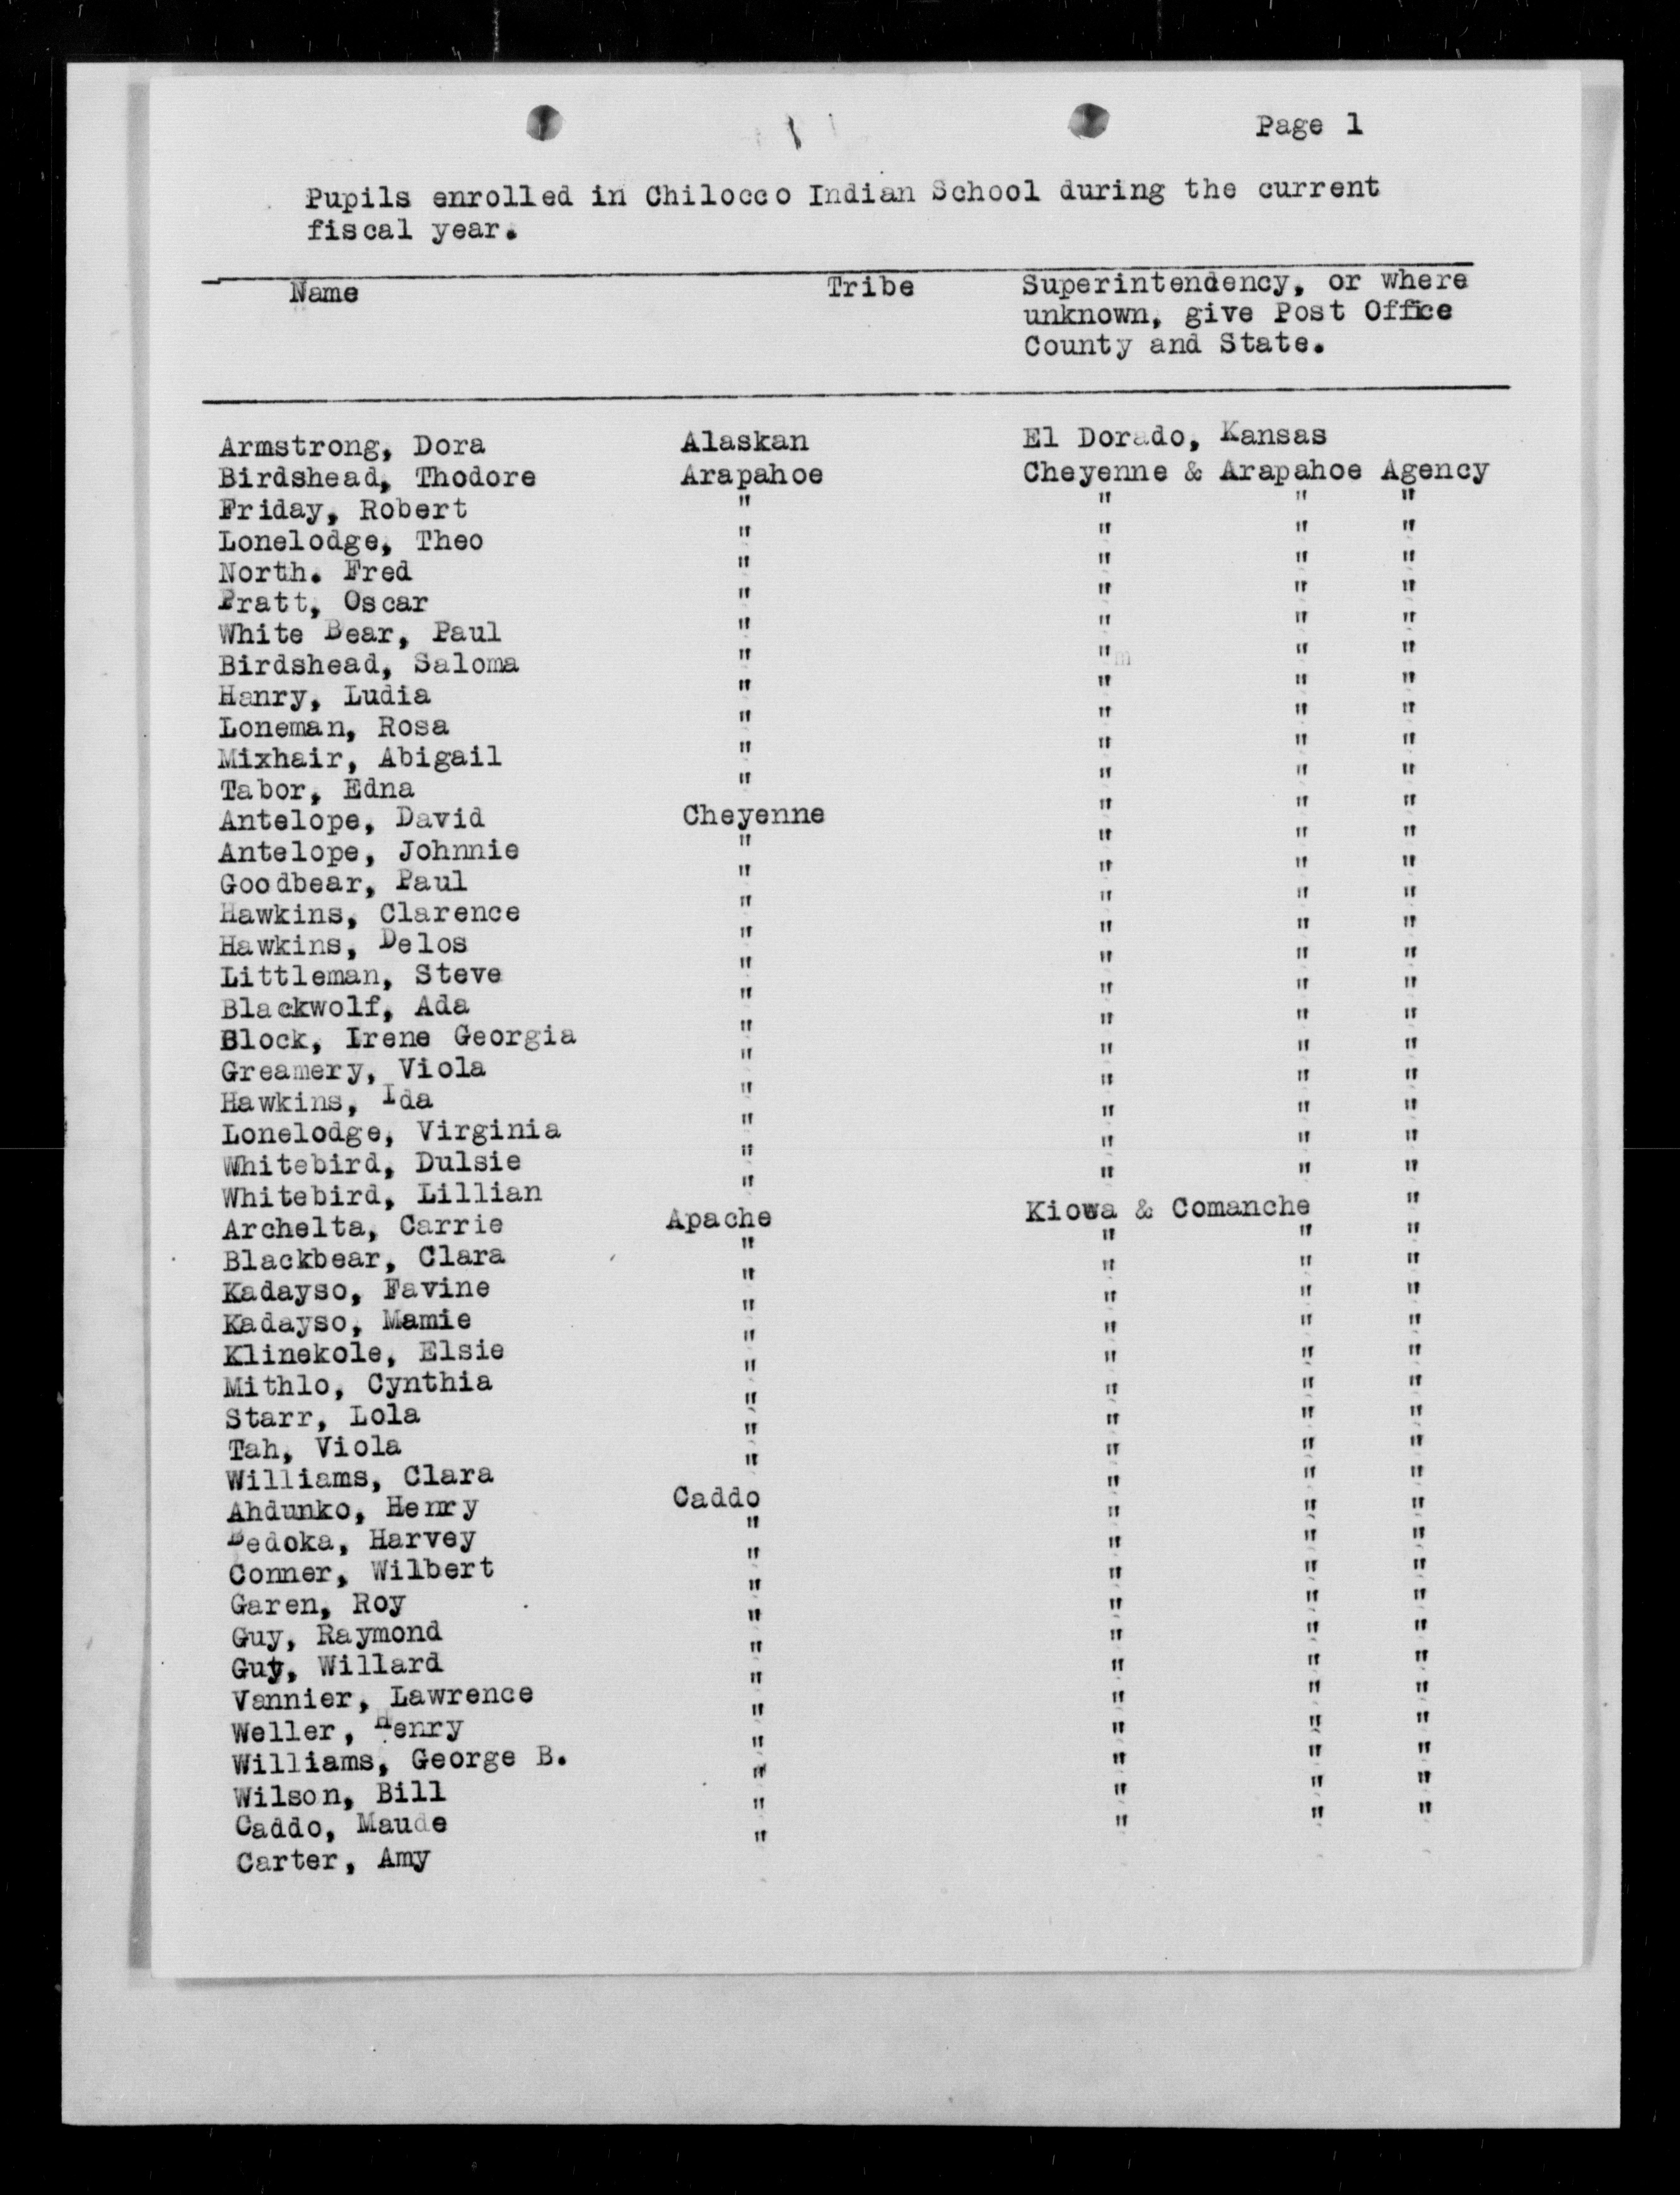 Page 1
Pupils enrolled in Chilocco Indian School during the current
fiscal year.
Name Tribe Superintendency, or where
unknown, give Post Office
County and State.
Armstrong, Dora Alaskan El Dorado, Kansas
Birdshead, Thodore Arapahoe Cheyenne & Arapahoe Agency
Friday, Robert " " " "
Lonelodge, Theo " " " "
North. Fred " " " "
Pratt, Oscar " " " "
White Bear, Paul " " " "
Birdshead, Saloma " " " "
Hanry, Ludia " " " "
Loneman, Rosa " " " "
Mixhair, Abigail " " " "
Tabor, Edna " " " "
Antelope, David Cheyenne " " "
Antelope, Johnnie " " " "
Goodbear, Paul " " " "
Hawkins, Clarence " " " "
Hawkins, Delos " " " "
Littleman, Steve " " " "
Blackwolf, Ada " " " "
Block, Irene Georgia " " " "
Greamery, Viola " " " "
Hawkins, Ida " " " "
Lonelodge, Virginia " " " "
Whitebird, Dulsie " " " "
Whitebird, Lillian " " " "
Archelta, Carrie Apache Kiowa & Comanche "
Blackbear, Clara " " " "
Kadayso, Favine " " " "
Kadayso, Mamie " " " "
Klinekole, Elsie " " " "
Mithlo, Cynthia " " " "
Starr, Lola " " " "
Tah, Viola " " " "
Williams, Clara " " " "
Ahdunko, Henry Caddo " " "
Bedoka, Harvey " " " "
Conner, Wilbert " " " "
Garen, Roy " " " "
Guy, Raymond " " " "
Guy, Willard " " " "
Vannier, Lawrence " " " "
Weller, Henry " " " "
Williams, George B. " " " "
Wilson, Bill " " " "
Caddo, Maude " " " "
Carter, Amy " " " "